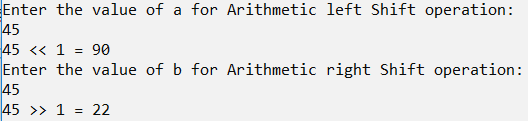 Enter the value of a for Arithmetic left Shift operation:
45
45 << 1 = 90
Enter the value of b for Arithmetic right Shift operation:
45
45 >> 1 = 22